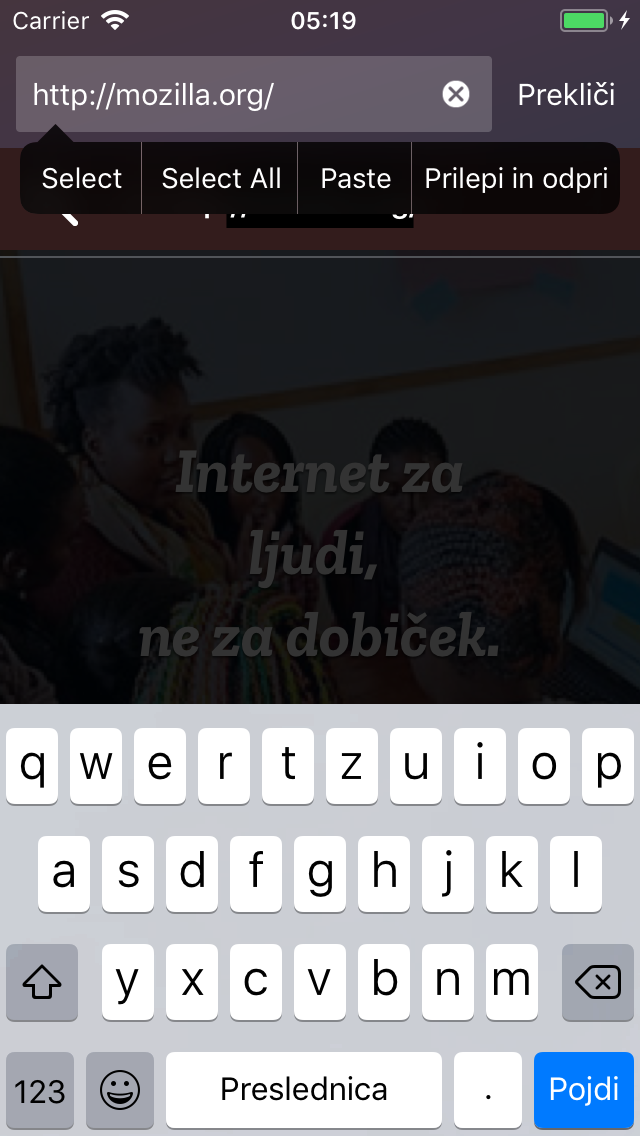 Carrier 05:19
http://mozilla.org/ Prekliči
Select Select All Paste Prilepi in odpri
Internet za
ljudi,
ne za dobiček.
q w e r t z u i o p
a s d f g h j k l
y x c v b n m
123 Preslednica . Pojdi